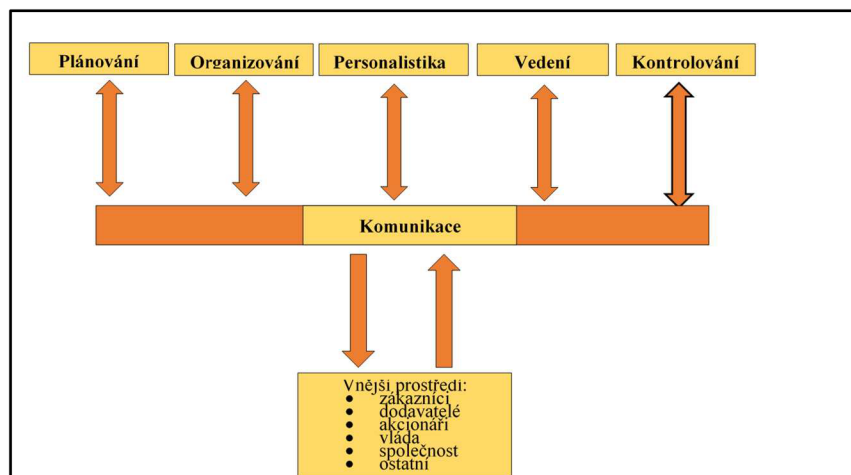 Plánování
Organizování
Personalistika
Vedení
Kontrolování
Komunikace
Vnější prostředí:
● zákazníci
● dodavatelé
● akcionáři
● vláda
● společnost
● ostatní